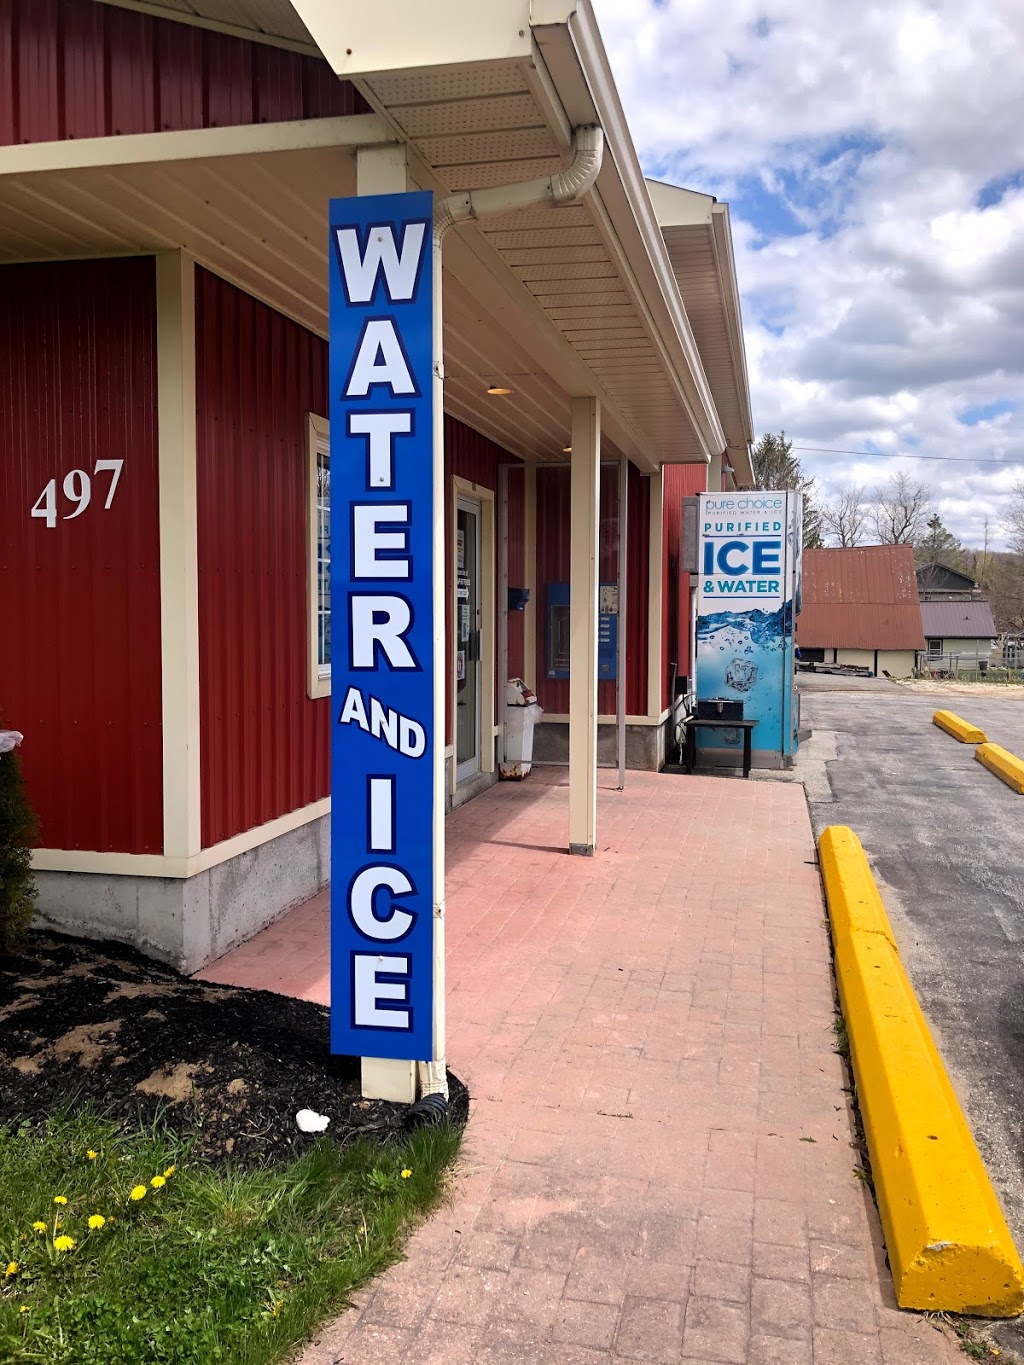 497
WATER
AND
ICE
pure choice
PURIFIED WATER & ICE
PURIFIED
ICE
& WATER